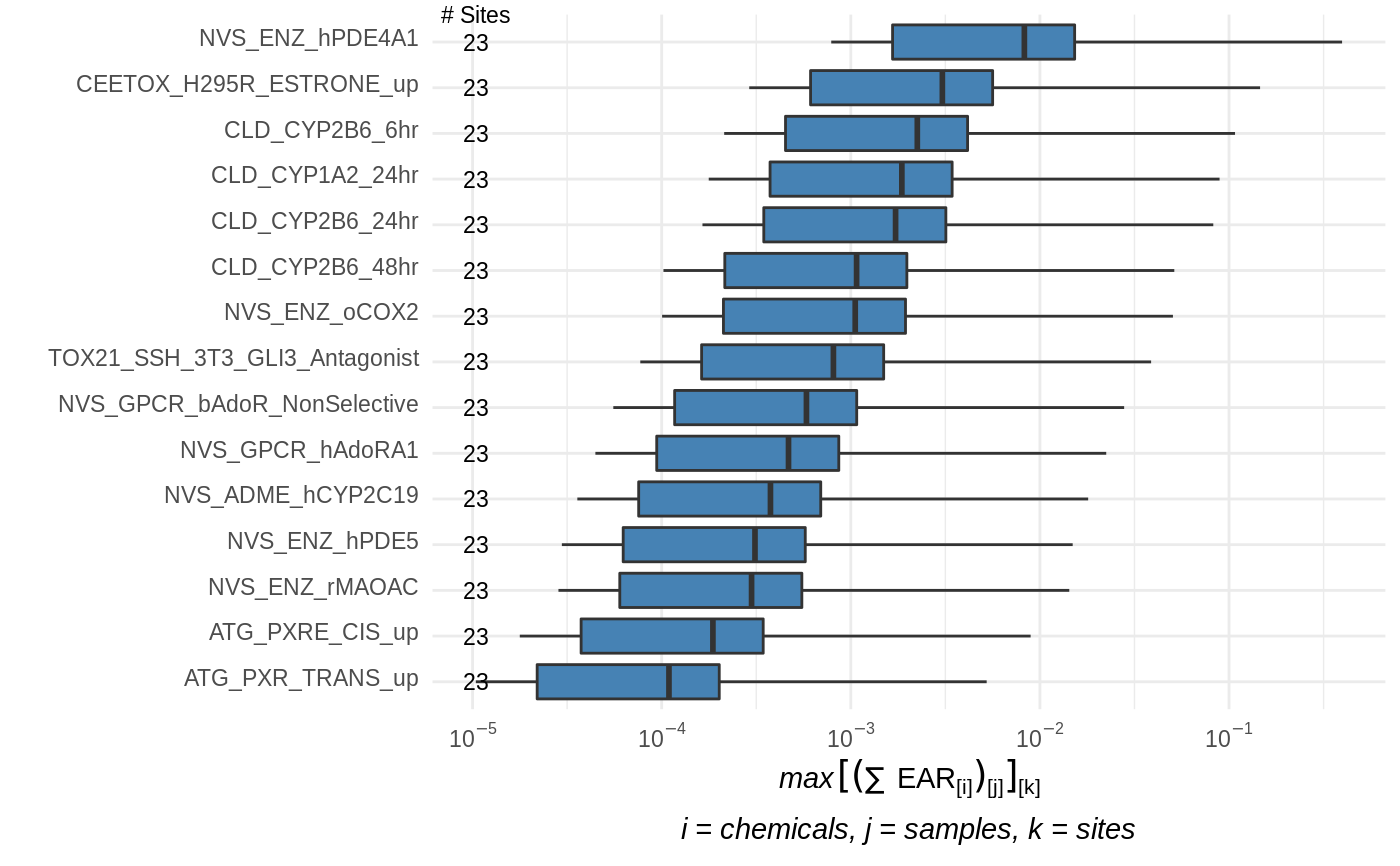 # Sites
NVS_ENZ_hPDE4A1 23
CEETOX_H295R_ESTRONE_up 23
CLD_CYP2B6_6hr 23
CLD_CYP1A2_24hr 23
CLD_CYP2B6_24hr 23
CLD_CYP2B6_48hr 23
NVS_ENZ_oCOX2 23
TOX21_SSH_3T3_GLI3_Antagonist 23
NVS_GPCR_bAdoR_NonSelective 23
NVS_GPCR_hAdoRA1 23
NVS_ADME_hCYP2C19 23
NVS_ENZ_hPDE5 23
NVS_ENZ_rMAOAC 23
ATG_PXRE_CIS_up 23
ATG_PXR_TRANS_up 23
10^−5 10^−4 10^−3 10^−2 10^−1
max[(∑ EAR[i])[j]][k]
i = chemicals, j = samples, k = sites